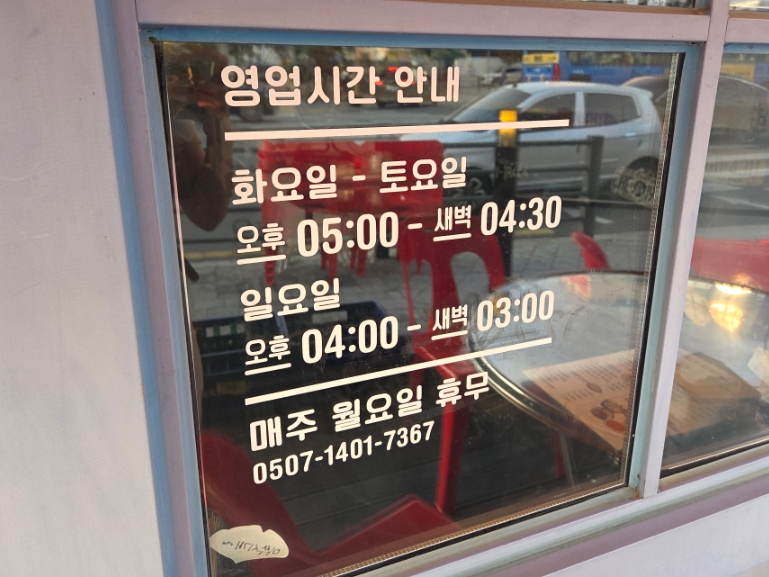 영업시간 안내
화요일 - 토요일
오후 05:00 - 새벽 04:30
일요일
오후 04:00 - 새벽 03:00
매주 월요일 휴무
0507-1401-7367